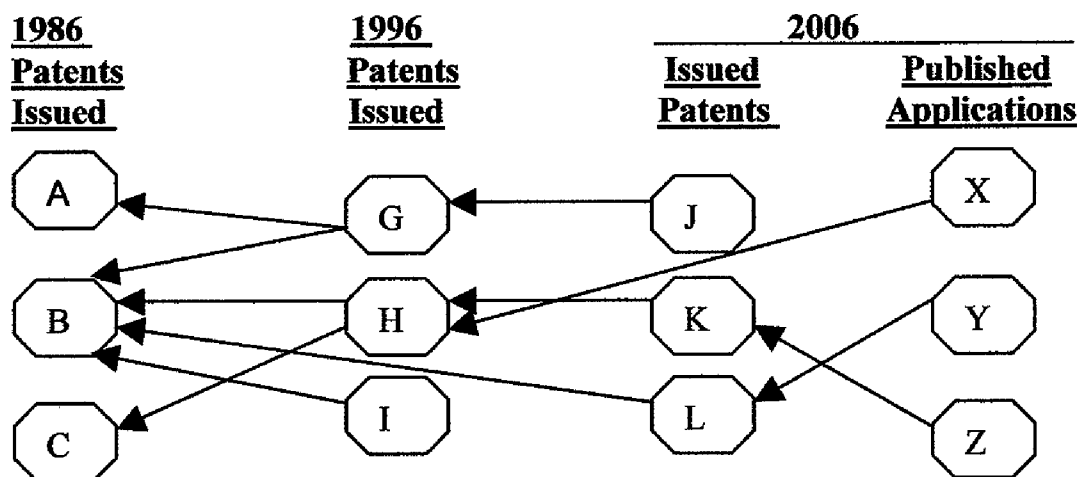 1986
Patents
Issued
1996
Patents
Issued
2006
Issued
Patents
Published
Applications
A
G
J
X
B
H
K
Y
C
I
L
Z